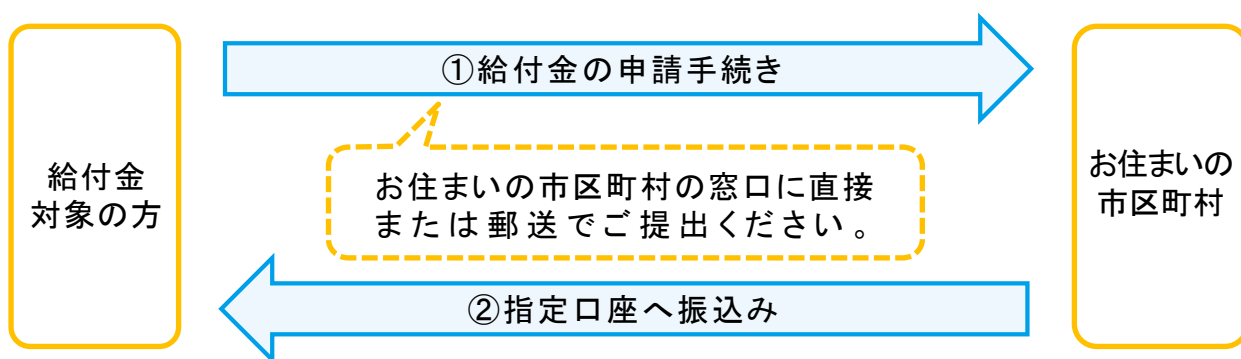 給付金
対象の方
①給付金の申請手続き
お住まいの市区町村の窓口に直接
または郵送でご提出ください。
②指定口座へ振込み
お住まいの
市区町村